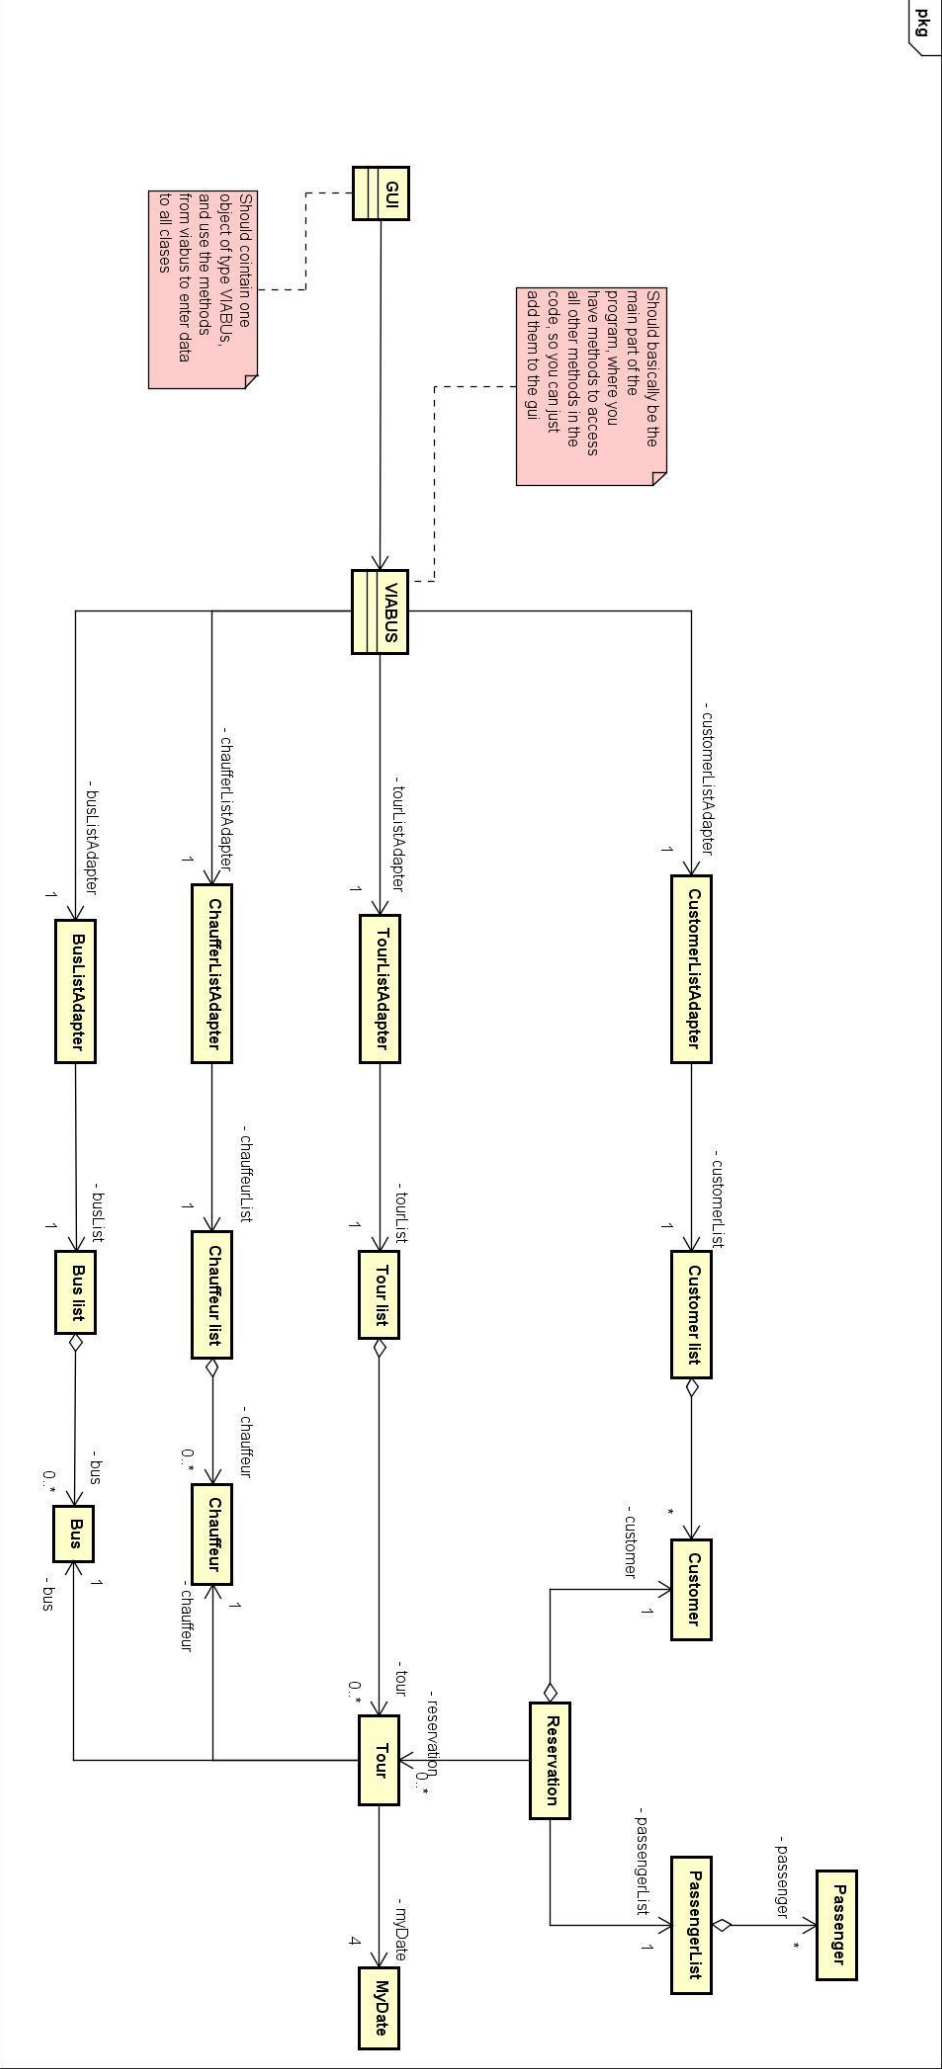 pkg
GUI
Should cointain one
object of type VIABUs,
and use the methods
from viabus to enter data
to all clases
Should basically be the
main part of the
program, where you
have methods to access
all other methods in the
code, so you can just
add them to the gui
VIABUS
- customerListAdapter
1
CustomerListAdapter
- customerList
1
Customer list
*
Customer
- customer
1
Reservation
- passengerList
1
PassengerList
- passenger
*
Passenger
- tourListAdapter
1
TourListAdapter
- tourList
1
Tour list
- tour
0..*
- reservation
0..*
Tour
- myDate
4
MyDate
- chaufferListAdapter
1
ChaufferListAdapter
- chauffeurList
1
Chauffeur list
- chauffeur
0..*
Chauffeur
1
- chauffeur
- busListAdapter
1
BusListAdapter
- busList
1
Bus list
- bus
0..*
Bus
1
- bus